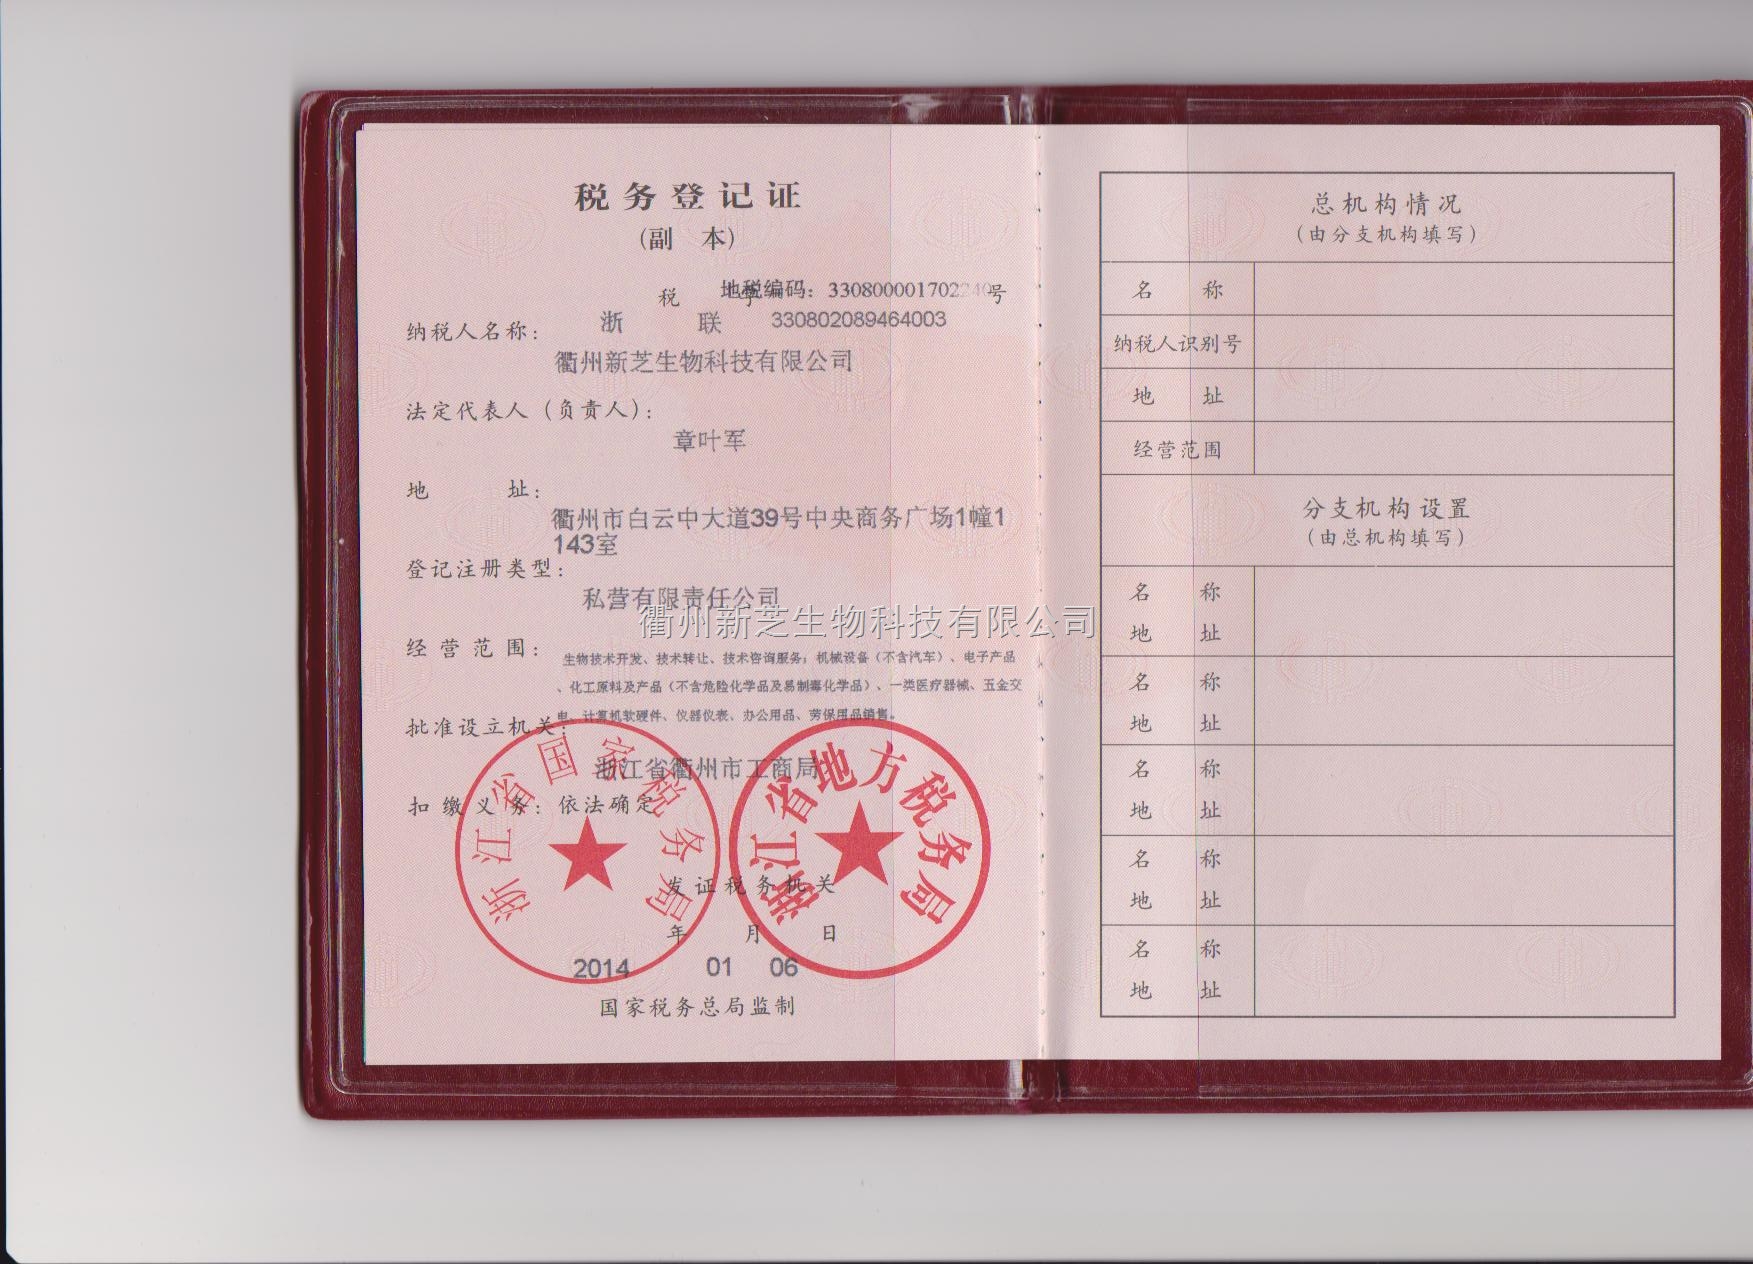 税务登记证
(副 本)
税 字 号
地税编码：330800001702240
浙 联 330802089464003
纳税人名称：
衢州新芝生物科技有限公司
法定代表人（负责人）：
章叶军
地 址：
衢州市白云中大道39号中央商务广场1幢1
143室
登记注册类型：
私营有限责任公司
衢州新芝生物科技有限公司
经营范围：
生物技术开发、技术转让、技术咨询服务；机械设备（不含汽车）、电子产品
、化工原料及产品（不含危险化学品及易制毒化学品）、一类医疗器械、五金交
电、计算机软硬件、仪器仪表、办公用品、劳保用品销售。
批准设立机关：
浙江省衢州市工商局
扣缴义务：依法确定
浙江省国家税务局
浙江省地方税务局
发证税务机关
年 月 日
2014 01 06
国家税务总局监制
总机构情况
（由分支机构填写）
名 称
纳税人识别号
地 址
经营范围
分支机构设置
（由总机构填写）
名 称
地 址
名 称
地 址
名 称
地 址
名 称
地 址
名 称
地 址